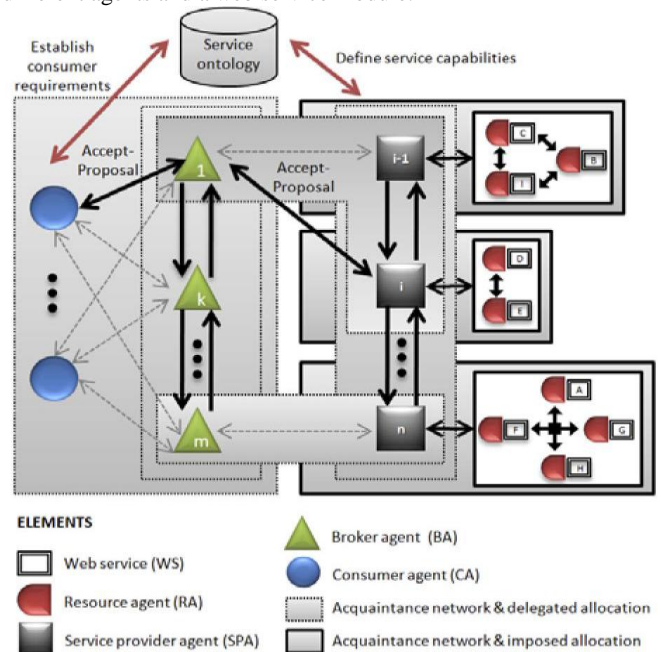 Establish
consumer
requirements
Service
ontology
Define service capabilities
Accept-
Proposal
Accept-
Proposal
1
i-1
C
B
I
k
i
D
E
m
n
A
F
G
H
ELEMENTS
Web service (WS)
Resource agent (RA)
Service provider agent (SPA)
Broker agent (BA)
Consumer agent (CA)
Acquaintance network & delegated allocation
Acquaintance network & imposed allocation